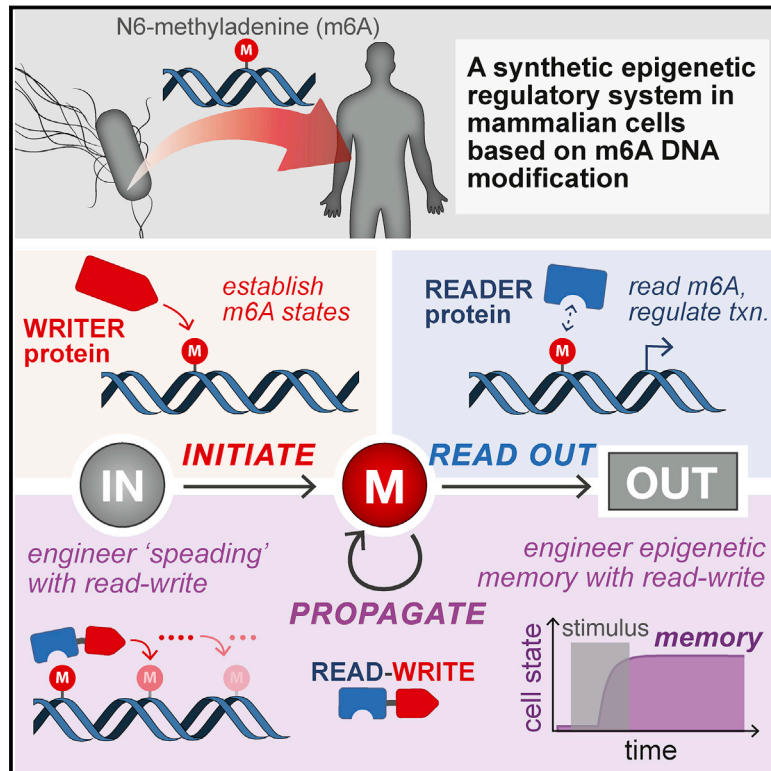 N6-methyladenine (m6A)
M
A synthetic epigenetic
regulatory system in
mammalian cells
based on m6A DNA
modification
WRITER
protein
establish
m6A states
M
READER
protein
read m6A,
regulate txn.
M
IN
INITIATE
M
READ OUT
OUT
PROPAGATE
engineer ‘speading’
with read-write
M
M
M
READ-WRITE
engineer epigenetic
memory with read-write
stimulus
memory
cell state
time